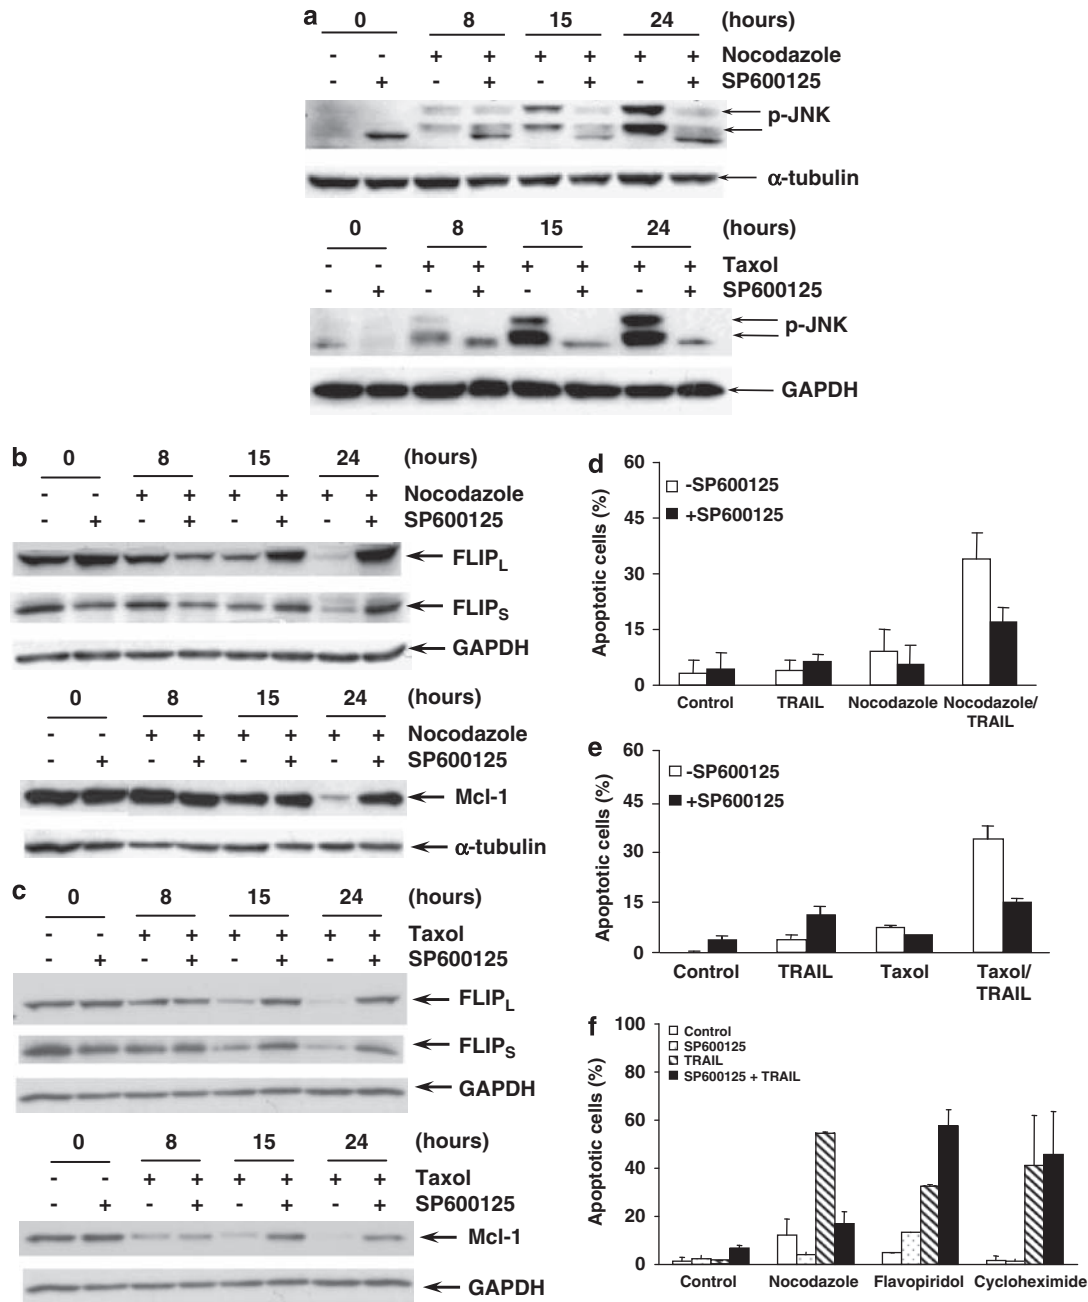 a
0 8 15 24 (hours)
- - + + + + + + Nocodazole
- + - + - + - + SP600125
p-JNK
α-tubulin
0 8 15 24 (hours)
- - + + + + + + Taxol
- + - + - + - + SP600125
p-JNK
GAPDH
b
0 8 15 24 (hours)
- - + + + + + + Nocodazole
- + - + - + - + SP600125
FLIPL
FLIPS
GAPDH
0 8 15 24 (hours)
- - + + + + + + Nocodazole
- + - + - + - + SP600125
Mcl-1
α-tubulin
c
0 8 15 24 (hours)
- - + + + + + + Taxol
- + - + - + - + SP600125
FLIPL
FLIPS
GAPDH
0 8 15 24 (hours)
- - + + + + + + Taxol
- + - + - + - + SP600125
Mcl-1
GAPDH
d
Apoptotic cells (%)
60
45
30
15
0
-SP600125
+SP600125
Control TRAIL Nocodazole Nocodazole/
TRAIL
e
Apoptotic cells (%)
60
45
30
15
0
-SP600125
+SP600125
Control TRAIL Taxol Taxol/
TRAIL
f
Apoptotic cells (%)
100
80
60
40
20
0
Control
SP600125
TRAIL
SP600125 + TRAIL
Control Nocodazole Flavopiridol Cycloheximide